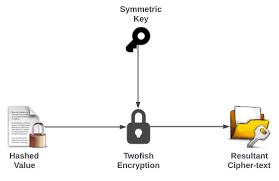 Symmetric
Key
Hashed
Value
Twofish
Encryption
Resultant
Cipher-text